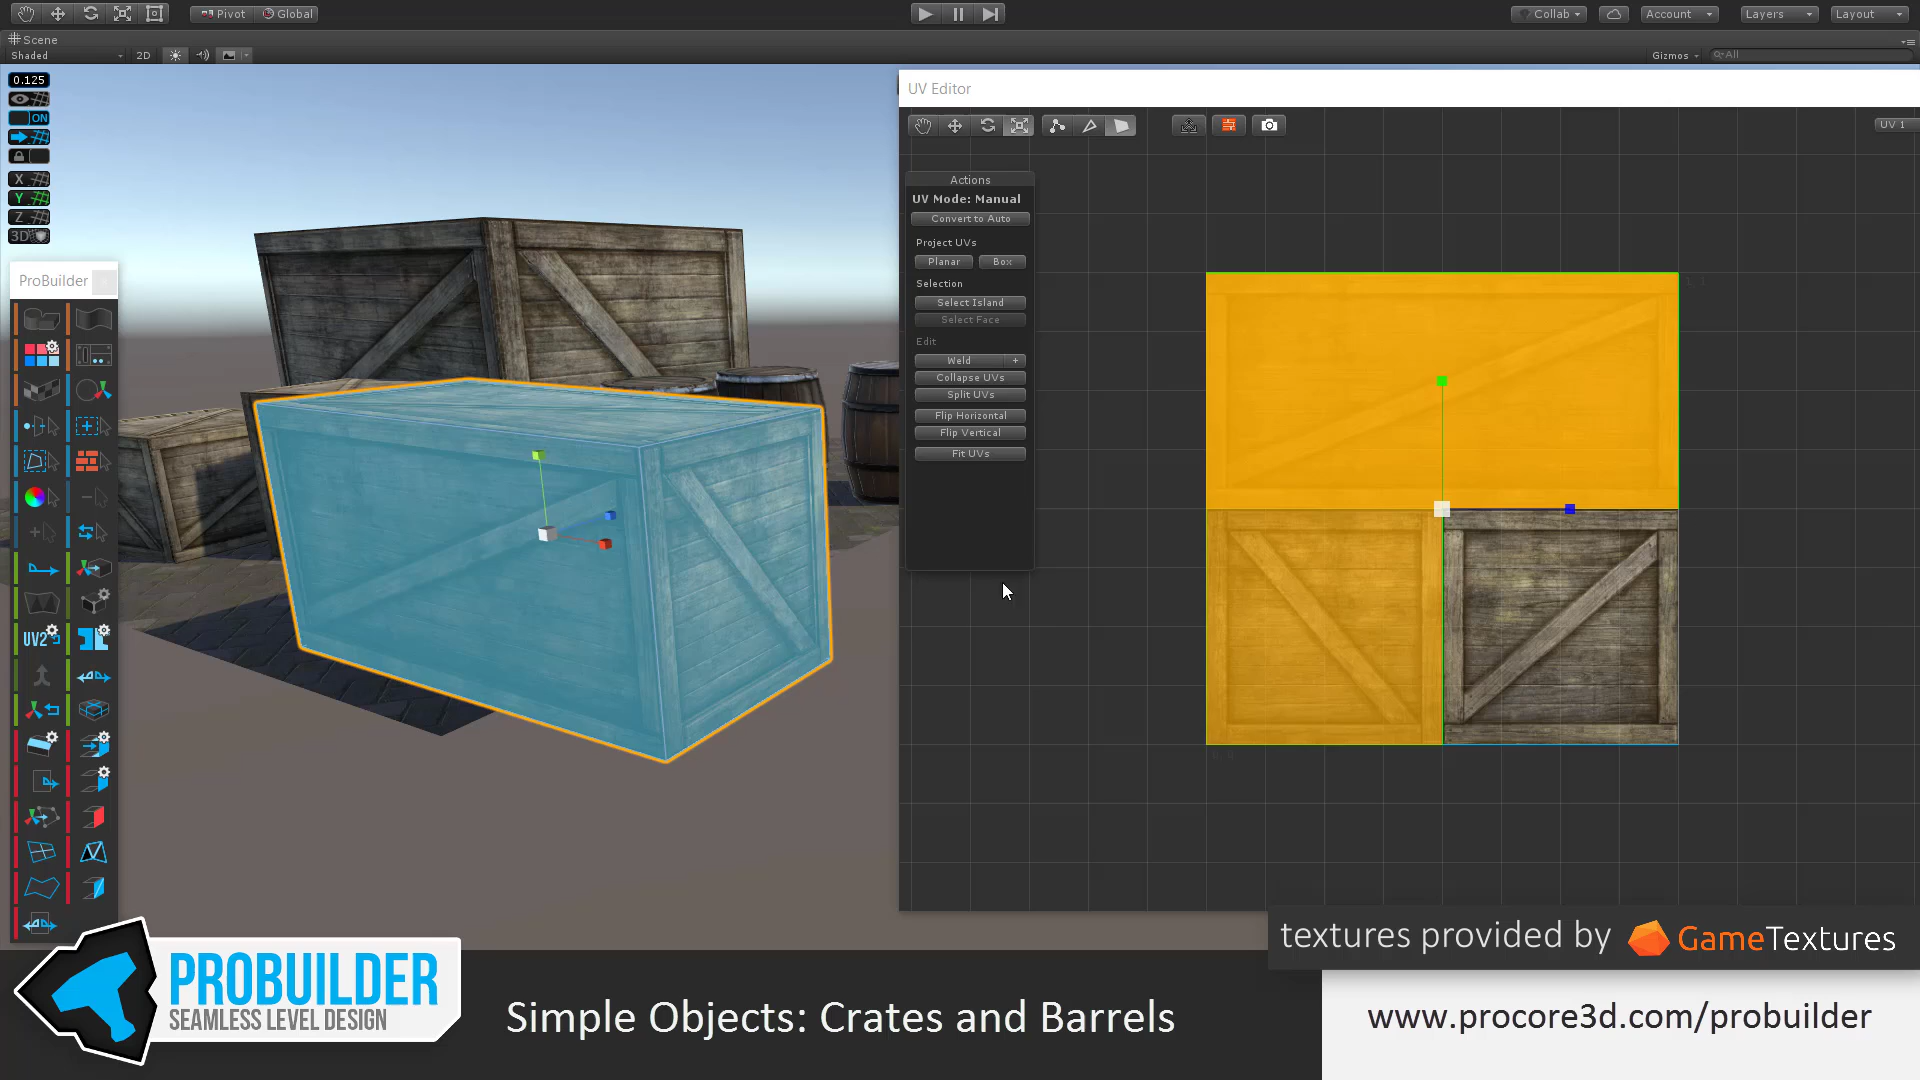 Pivot Global Collab Account Layers Layout
Scene
Shaded 2D Gizmos All
0.125
ON
X
Y
Z
3D
ProBuilder
UV2
UV Editor
UV 1
Actions
UV Mode: Manual
Convert to Auto
Project UVs
Planar Box
Selection
Select Island
Select Face
Edit
Weld +
Collapse UVs
Split UVs
Flip Horizontal
Flip Vertical
Fit UVs
textures provided by GameTextures
PROBUILDER
SEAMLESS LEVEL DESIGN
Simple Objects: Crates and Barrels
www.procore3d.com/probuilder